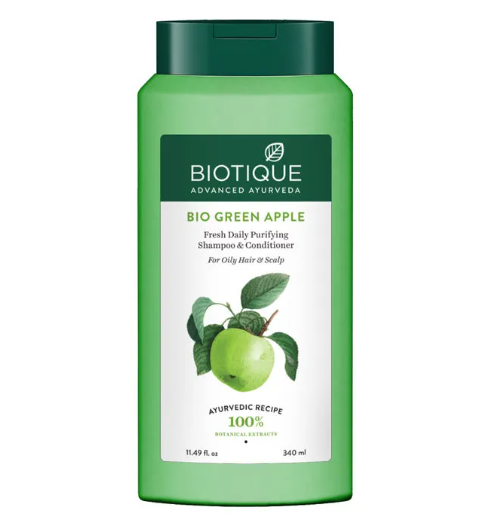 BIOTIQUE
ADVANCED AYURVEDA
BIO GREEN APPLE
Fresh Daily Purifying
Shampoo & Conditioner
For Oily Hair & Scalp
AYURVEDIC RECIPE
100%
BOTANICAL EXTRACTS
11.49 fl. oz 340 ml